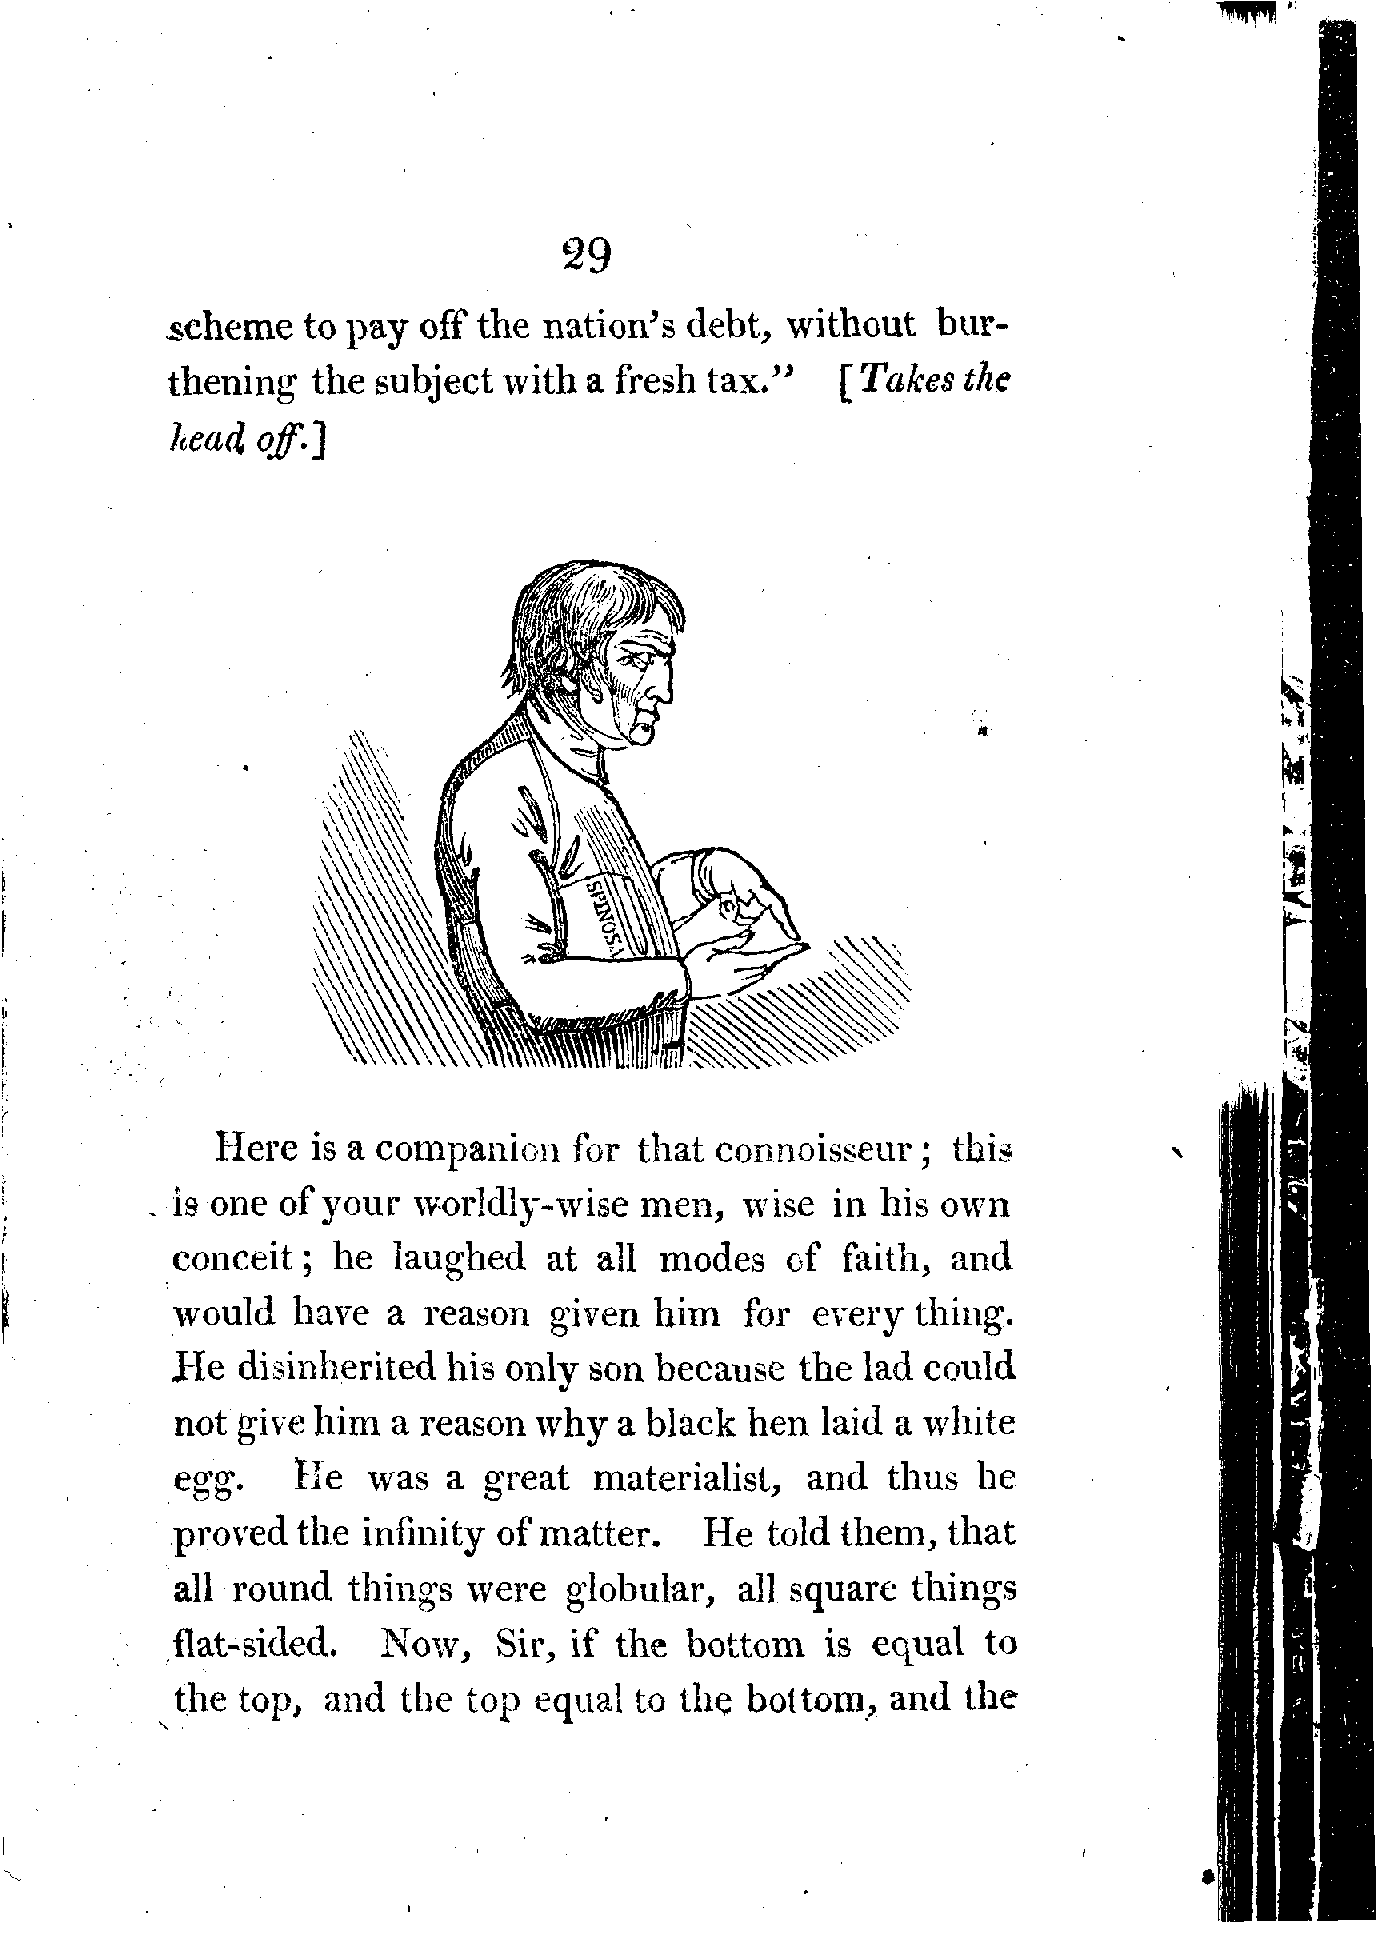 29
scheme to pay off the nation's debt, without bur-
thening the subject with a fresh tax." [Takes the
head off.]
SPINOSA
Here is a companion for that connoisseur; this
is one of your worldly-wise men, wise in his own
conceit; he laughed at all modes of faith, and
would have a reason given him for every thing.
He disinherited his only son because the lad could
not give him a reason why a black hen laid a white
egg. He was a great materialist, and thus he
proved the infinity of matter. He told them, that
all round things were globular, all square things
flat-sided. Now, Sir, if the bottom is equal to
the top, and the top equal to the bottom, and the